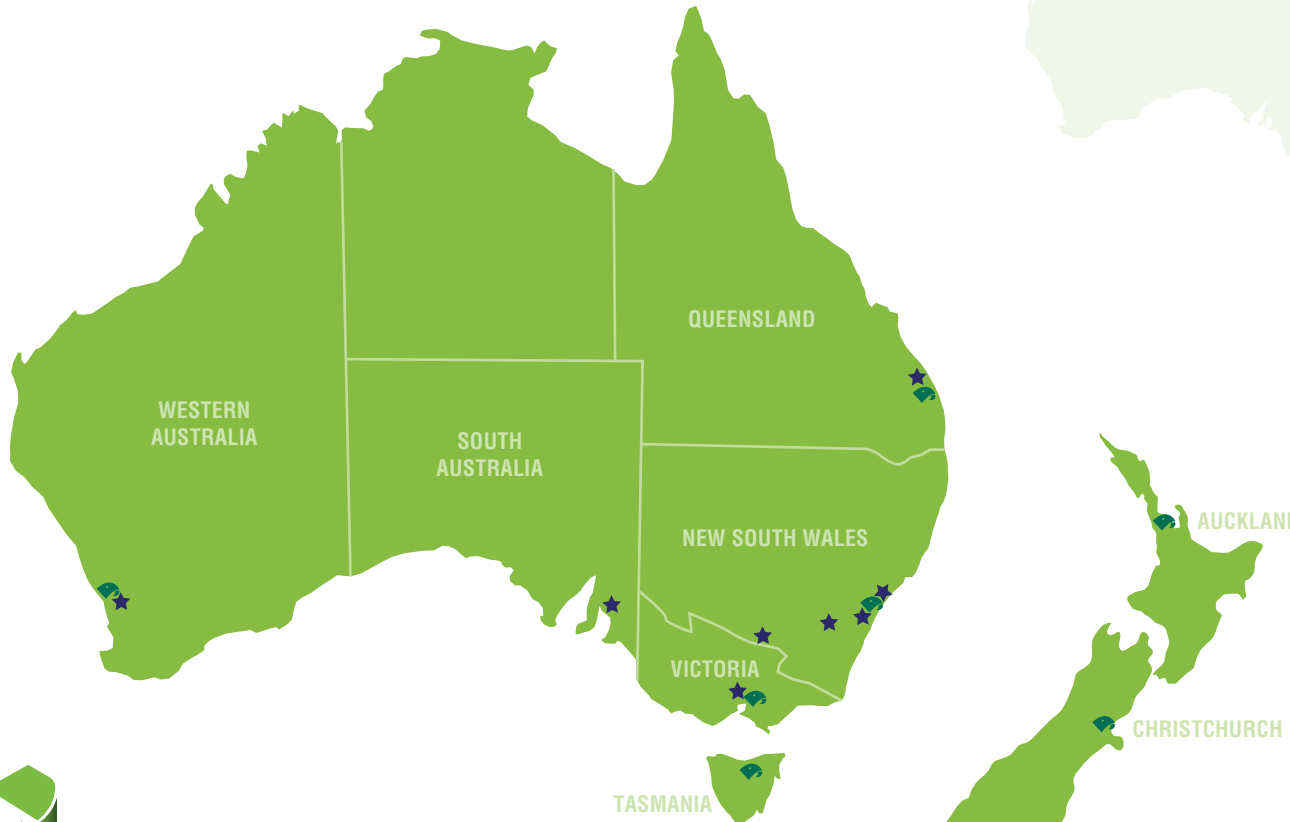 QUEENSLAND
WESTERN
AUSTRALIA
SOUTH
AUSTRALIA
NEW SOUTH WALES
AUCKLAN
VICTORIA
CHRISTCHURCH
TASMANIA